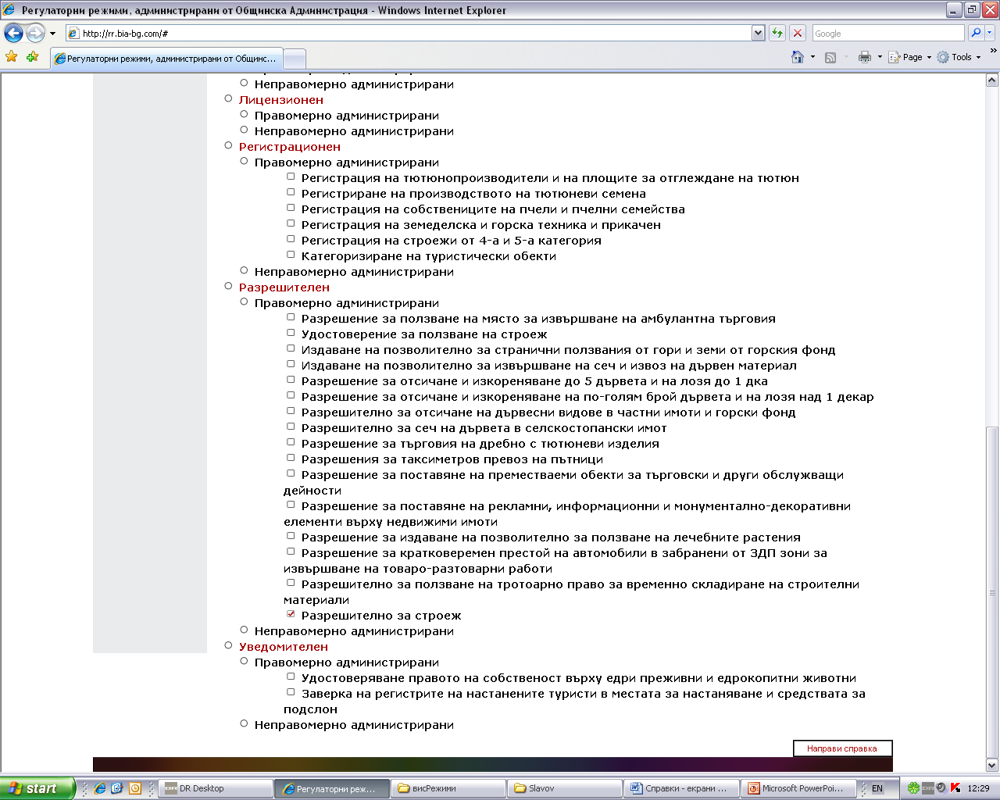 Регулаторни режими, администрирани от Общинска Администрация - Windows Internet Explorer
http://rr.bia-bg.com/#
Google
Регулаторни режими, администрирани от Общинс...
Page
Tools
Неправомерно администрирани
Лицензионен
Правомерно администрирани
Неправомерно администрирани
Регистрационен
Правомерно администрирани
Регистрация на тютюнопроизводители и на площите за отглеждане на тютюн
Регистриране на производството на тютюневи семена
Регистрация на собствениците на пчели и пчелни семейства
Регистрация на земеделска и горска техника и прикачен
Регистрация на строежи от 4-а и 5-а категория
Категоризиране на туристически обекти
Неправомерно администрирани
Разрешителен
Правомерно администрирани
Разрешение за ползване на място за извършване на амбулантна търговия
Удостоверение за ползване на строеж
Издаване на позволително за странични ползвания от гори и земи от горския фонд
Издаване на позволително за извършване на сеч и извоз на дървен материал
Разрешение за отсичане и изкореняване до 5 дървета и на лозя до 1 дка
Разрешение за отсичане и изкореняване на по-голям брой дървета и на лозя над 1 декар
Разрешително за отсичане на дървесни видове в частни имоти и горски фонд
Разрешително за сеч на дървета в селскостопански имот
Разрешение за търговия на дребно с тютюневи изделия
Разрешения за таксиметров превоз на пътници
Разрешение за поставяне на преместваеми обекти за търговски и други обслужващи
дейности
Разрешение за поставяне на рекламни, информационни и монументално-декоративни
елементи върху недвижими имоти
Разрешение за издаване на позволително за ползване на лечебните растения
Разрешение за кратковеремен престой на автомобили в забранени от ЗДП зони за
извършване на товаро-разтоварни работи
Разрешително за ползване на тротоарно право за временно складиране на строителни
материали
Разрешително за строеж
Неправомерно администрирани
Уведомителен
Правомерно администрирани
Удостоверяване правото на собственост върху едри преживни и едрокопитни животни
Заверка на регистрите на настанените туристи в местата за настаняване и средствата за
подслон
Неправомерно администрирани
Направи справка
start
DR Desktop
Регулаторни реж...
висРежими
Slavov
Справки - екрани ...
Microsoft PowerPoi...
EN
12:29